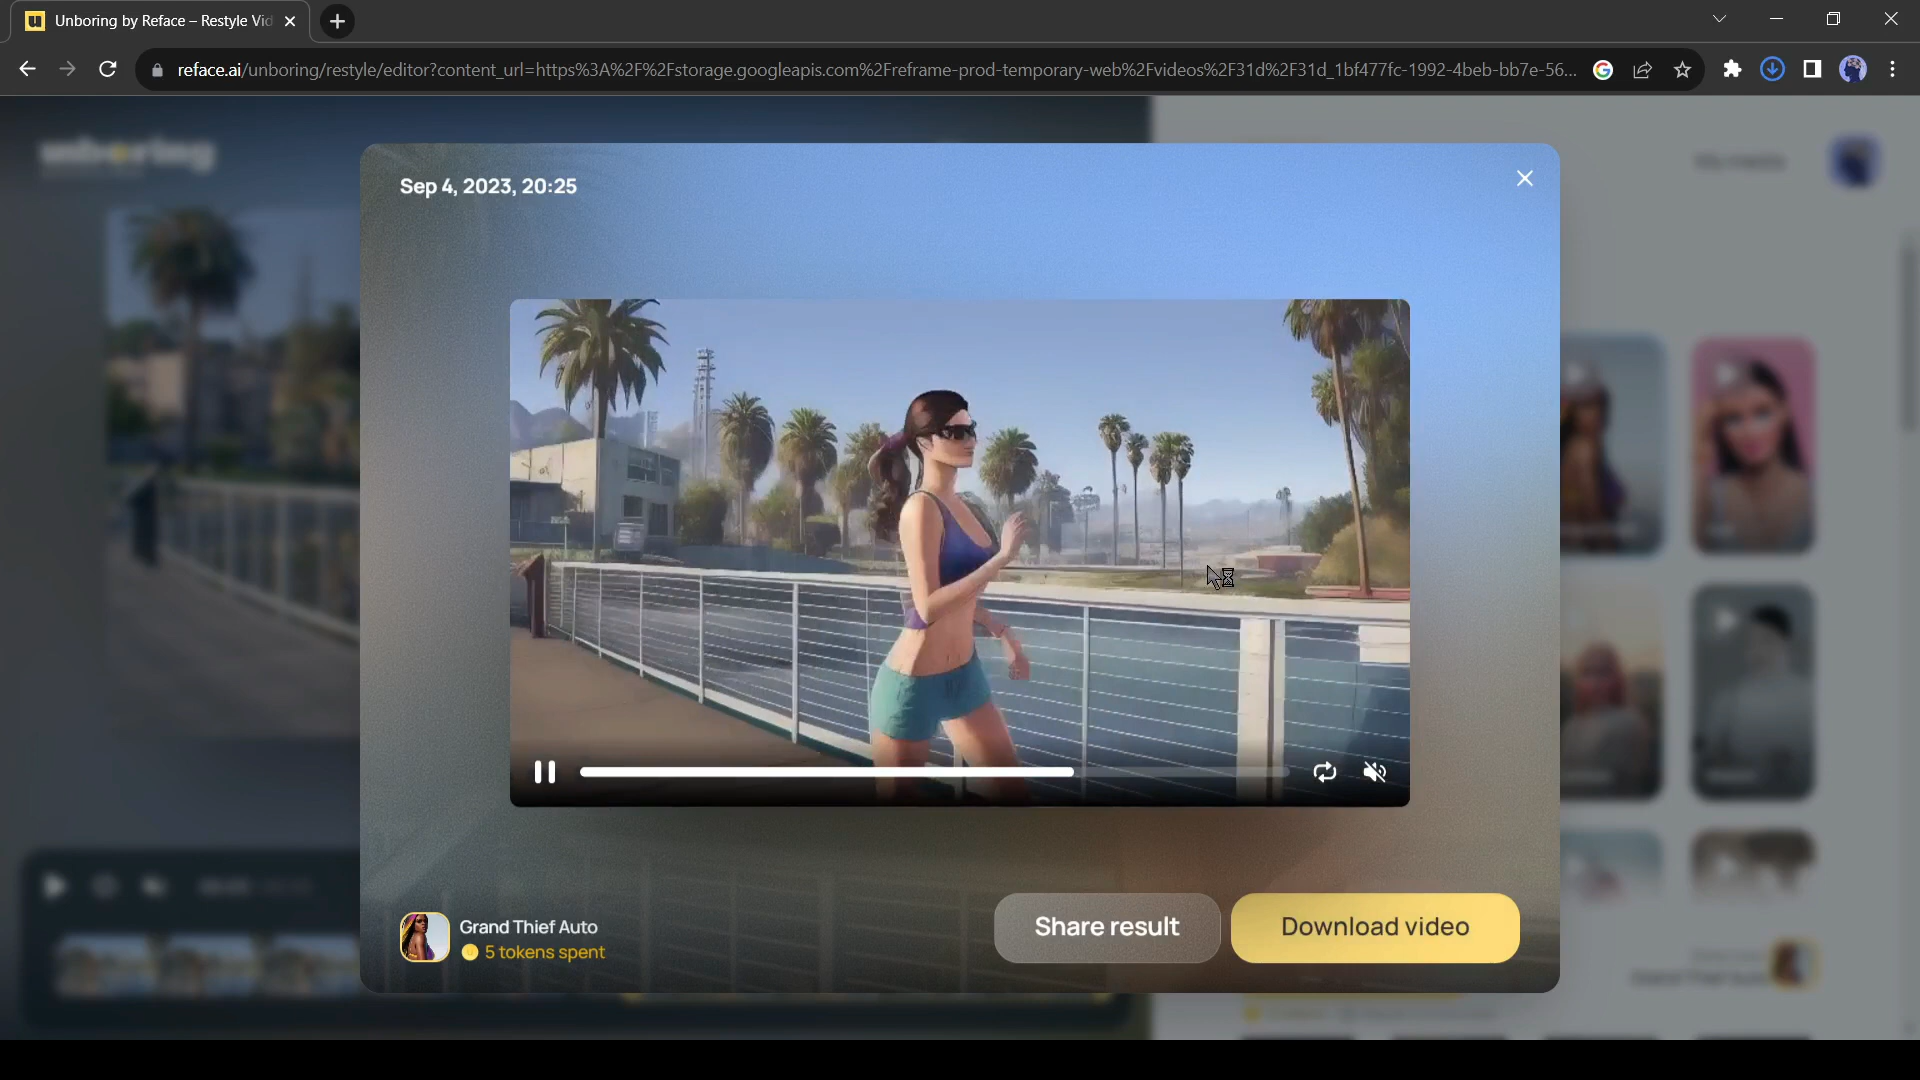 Unboring by Reface – Restyle Vid
reface.ai/unboring/restyle/editor?content_url=https%3A%2F%2Fstorage.googleapis.com%2Freframe-prod-temporary-web%2Fvideos%2F31d%2F31d_1bf477fc-1992-4beb-bb7e-56...
unboring
Sep 4, 2023, 20:25
Grand Thief Auto
5 tokens spent
Share result
Download video